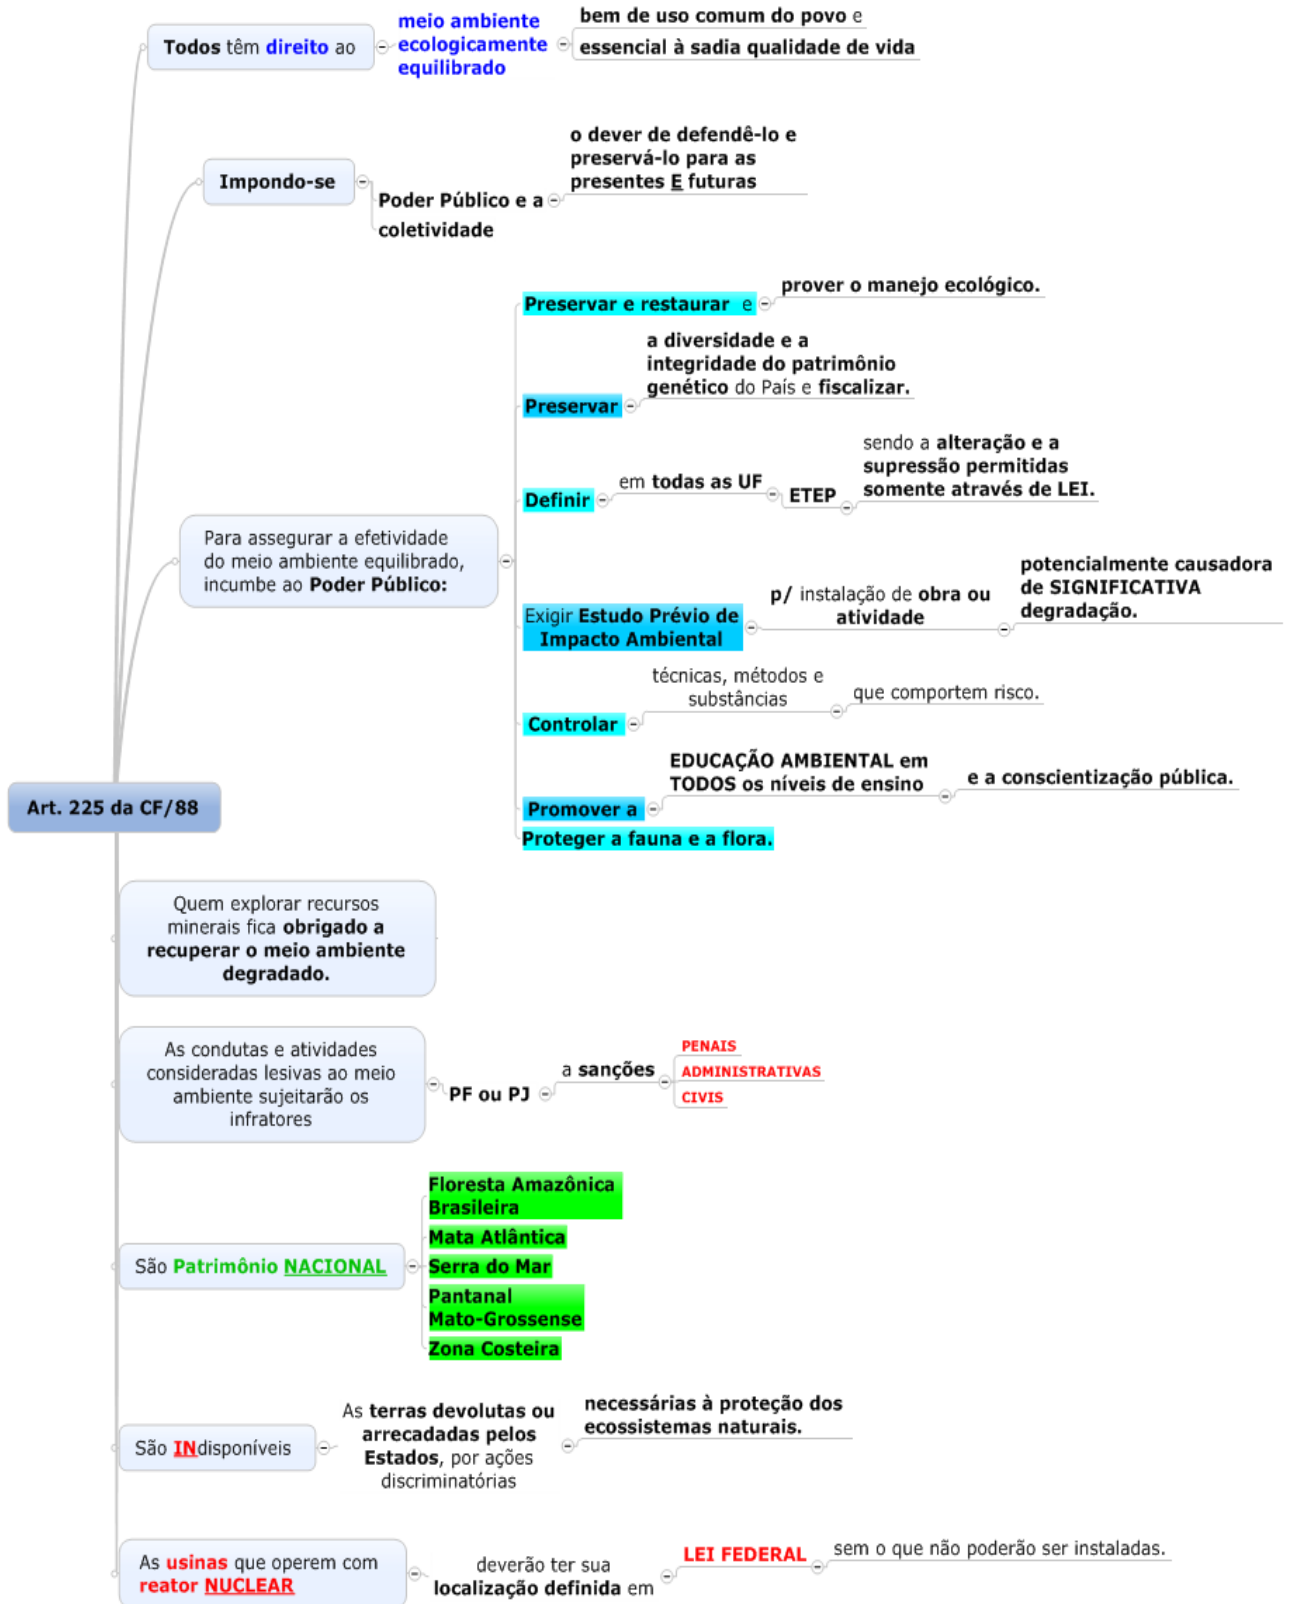 Todos têm direito ao
meio ambiente
ecologicamente
equilibrado
bem de uso comum do povo e
essencial à sadia qualidade de vida
Impondo-se
Poder Público e a
coletividade
o dever de defendê-lo e
preservá-lo para as
presentes E futuras
Art. 225 da CF/88
Para assegurar a efetividade
do meio ambiente equilibrado,
incumbe ao Poder Público:
Preservar e restaurar e
prover o manejo ecológico.
Preservar
a diversidade e a
integridade do patrimônio
genético do País e fiscalizar.
Definir
em todas as UF
ETEP
sendo a alteração e a
supressão permitidas
somente através de LEI.
Exigir Estudo Prévio de
Impacto Ambiental
p/ instalação de obra ou
atividade
potencialmente causadora
de SIGNIFICATIVA
degradação.
Controlar
técnicas, métodos e
substâncias
que comportem risco.
Promover a
EDUCAÇÃO AMBIENTAL em
TODOS os níveis de ensino
e a conscientização pública.
Proteger a fauna e a flora.
Quem explorar recursos
minerais fica obrigado a
recuperar o meio ambiente
degradado.
As condutas e atividades
consideradas lesivas ao meio
ambiente sujeitarão os
infratores
PF ou PJ
a sanções
PENAIS
ADMINISTRATIVAS
CIVIS
São Patrimônio NACIONAL
Floresta Amazônica
Brasileira
Mata Atlântica
Serra do Mar
Pantanal
Mato-Grossense
Zona Costeira
São INdisponíveis
As terras devolutas ou
arrecadadas pelos
Estados, por ações
discriminatórias
necessárias à proteção dos
ecossistemas naturais.
As usinas que operem com
reator NUCLEAR
deverão ter sua
localização definida em
LEI FEDERAL
sem o que não poderão ser instaladas.